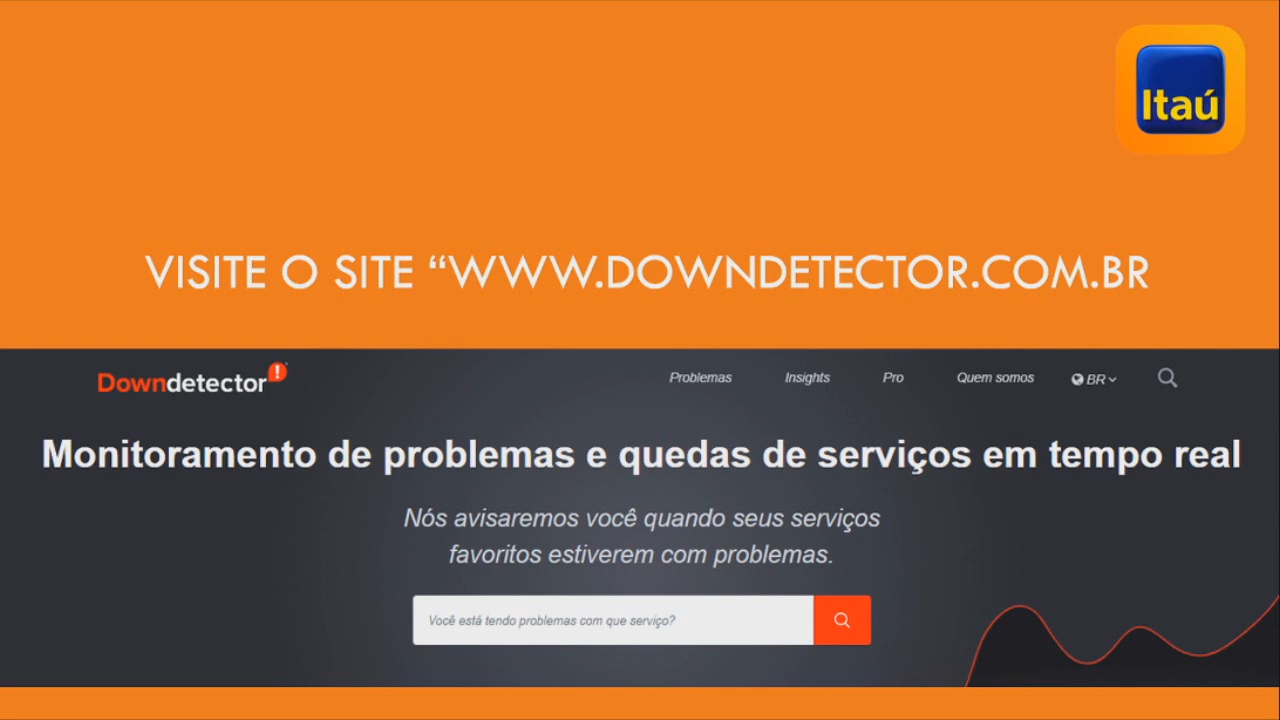 Itaú
VISITE O SITE “WWW.DOWNDETECTOR.COM.BR
Downdetector
Problemas
Insights
Pro
Quem somos
BR
Monitoramento de problemas e quedas de serviços em tempo real
Nós avisaremos você quando seus serviços
favoritos estiverem com problemas.
Você está tendo problemas com que serviço?